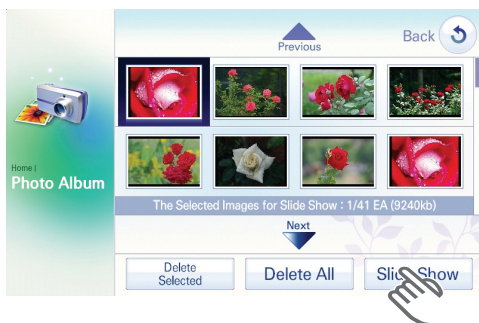 Previous
Back
Home |
Photo Album
The Selected Images for Slide Show : 1/41 EA (9240kb)
Next
Delete
Selected
Delete All
Slide Show